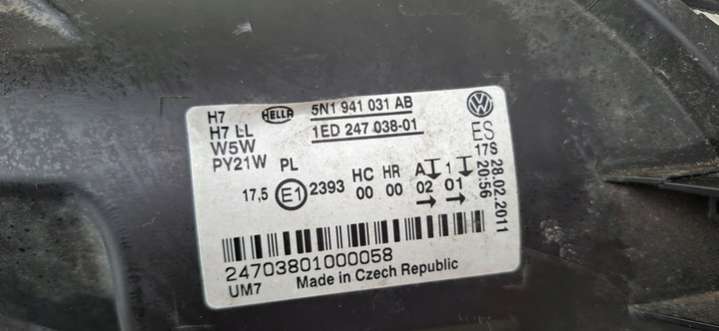 H7
H7 LL
W5W
PY21W PL
HELLA 5N1 941 031 AB
1ED 247 038-01
VW
ES
17S
28.02.2011
20:56
17,5 E1 2393
HC HR A 1
00 00 02 01
24703801000058
UM7 Made in Czech Republic